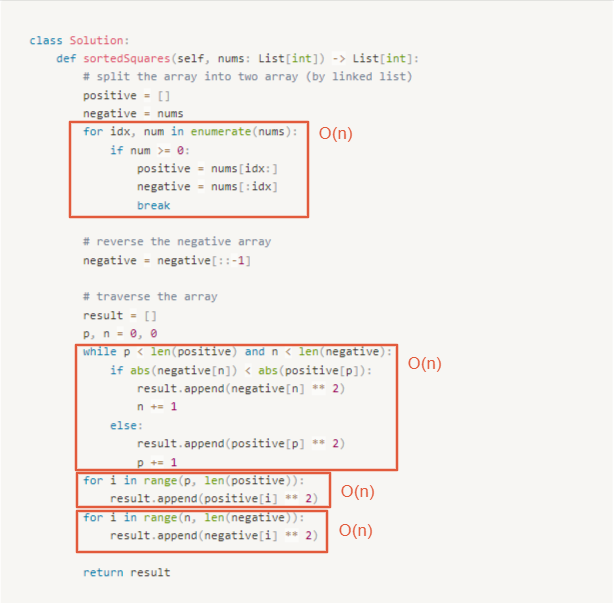 class Solution:
    def sortedSquares(self, nums: List[int]) -> List[int]:
        # split the array into two array (by linked list)
        positive = []
        negative = nums
        for idx, num in enumerate(nums):
O(n)
            if num >= 0:
                positive = nums[idx:]
                negative = nums[:idx]
                break
        # reverse the negative array
        negative = negative[::-1]
        # traverse the array
        result = []
        p, n = 0, 0
        while p < len(positive) and n < len(negative):
O(n)
            if abs(negative[n]) < abs(positive[p]):
                result.append(negative[n] ** 2)
                n += 1
            else:
                result.append(positive[p] ** 2)
                p += 1
        for i in range(p, len(positive)):
O(n)
            result.append(positive[i] ** 2)
        for i in range(n, len(negative)):
O(n)
            result.append(negative[i] ** 2)
        return result